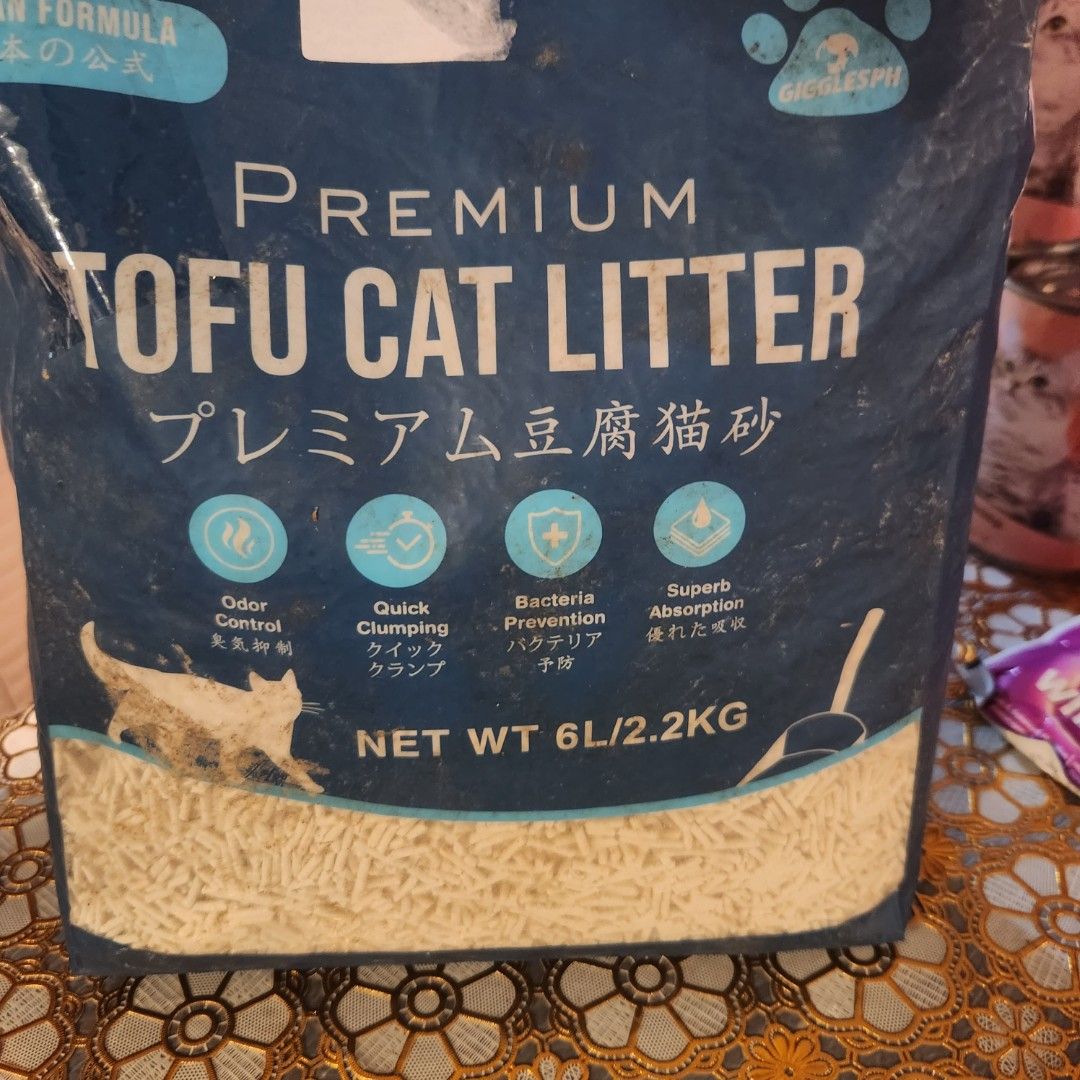 AN FORMULA
本の公式
GIGGLESPH
PREMIUM
TOFU CAT LITTER
プレミアム豆腐猫砂
Odor
Control
臭気抑制
Quick
Clumping
クイック
クランプ
Bacteria
Prevention
バクテリア
予防
Superb
Absorption
優れた吸収
NET WT 6L/2.2KG